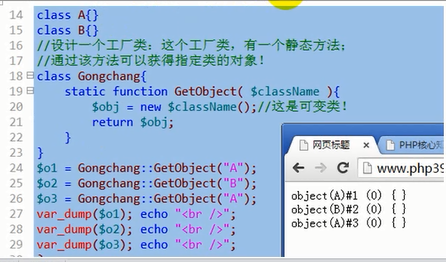 14 class A{}
15 class B{}
16 //设计一个工厂类：这个工厂类，有一个静态方法；
17 //通过该方法可以获得指定类的对象！
18 class Gongchang{
19 static function GetObject( $className ){
20 $obj = new $className();//这是可变类！
21 return $obj;
22 }
23 }
24 $o1 = Gongchang::GetObject("A");
25 $o2 = Gongchang::GetObject("B");
26 $o3 = Gongchang::GetObject("A");
27 var_dump($o1); echo "<br />";
28 var_dump($o2); echo "<br />";
29 var_dump($o3); echo "<br />";
网页标题
PHP核心
www.php39
object(A)#1 (0) { }
object(B)#2 (0) { }
object(A)#3 (0) { }